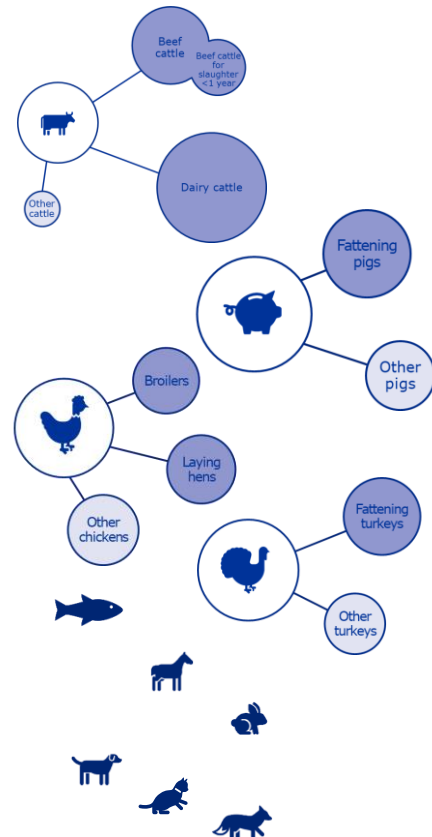 Beef
cattle
Beef cattle
for
slaughter
<1 year
Dairy cattle
Other
cattle
Fattening
pigs
Other
pigs
Broilers
Laying
hens
Other
chickens
Fattening
turkeys
Other
turkeys